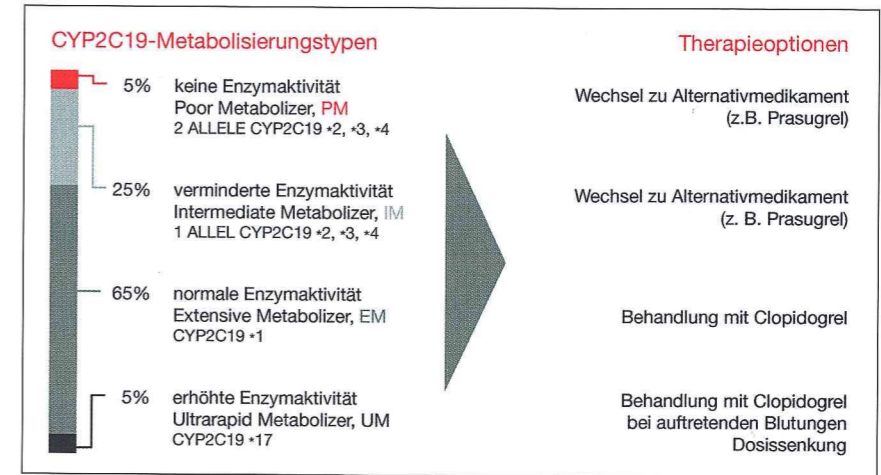 CYP2C19-Metabolisierungstypen
Therapieoptionen
5% keine Enzymaktivität
Poor Metabolizer, PM
2 ALLELE CYP2C19 *2, *3, *4
Wechsel zu Alternativmedikament
(z.B. Prasugrel)
25% verminderte Enzymaktivität
Intermediate Metabolizer, IM
1 ALLEL CYP2C19 *2, *3, *4
Wechsel zu Alternativmedikament
(z. B. Prasugrel)
65% normale Enzymaktivität
Extensive Metabolizer, EM
CYP2C19 *1
Behandlung mit Clopidogrel
5% erhöhte Enzymaktivität
Ultrarapid Metabolizer, UM
CYP2C19 *17
Behandlung mit Clopidogrel
bei auftretenden Blutungen
Dosissenkung